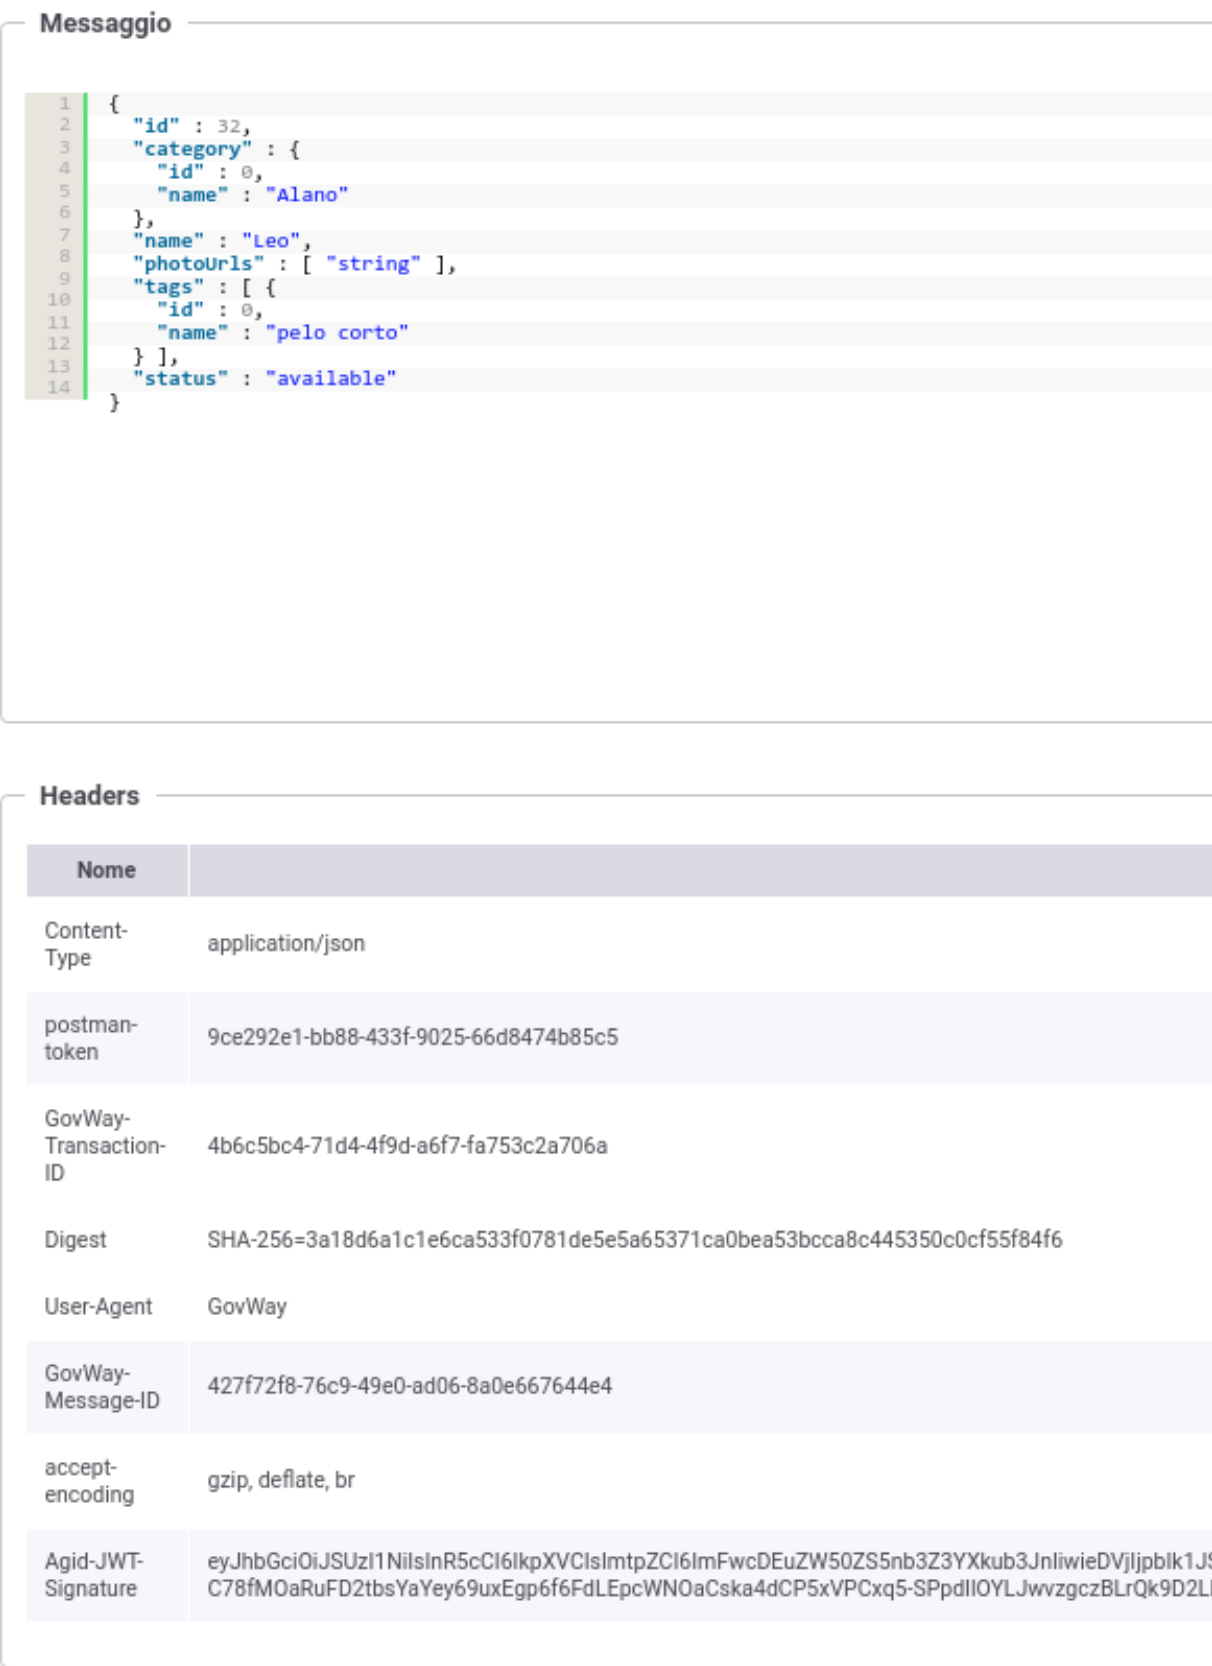 Messaggio
1 {
2 "id" : 32,
3 "category" : {
4 "id" : 0,
5 "name" : "Alano"
6 },
7 "name" : "Leo",
8 "photoUrls" : [ "string" ],
9 "tags" : [ {
10 "id" : 0,
11 "name" : "pelo corto"
12 } ],
13 "status" : "available"
14 }
Headers
Nome
Content-
Type
application/json
postman-
token
9ce292e1-bb88-433f-9025-66d8474b85c5
GovWay-
Transaction-
ID
4b6c5bc4-71d4-4f9d-a6f7-fa753c2a706a
Digest
SHA-256=3a18d6a1c1e6ca533f0781de5e5a65371ca0bea53bcca8c445350c0cf55f84f6
User-Agent
GovWay
GovWay-
Message-ID
427f72f8-76c9-49e0-ad06-8a0e667644e4
accept-
encoding
gzip, deflate, br
Agid-JWT-
Signature